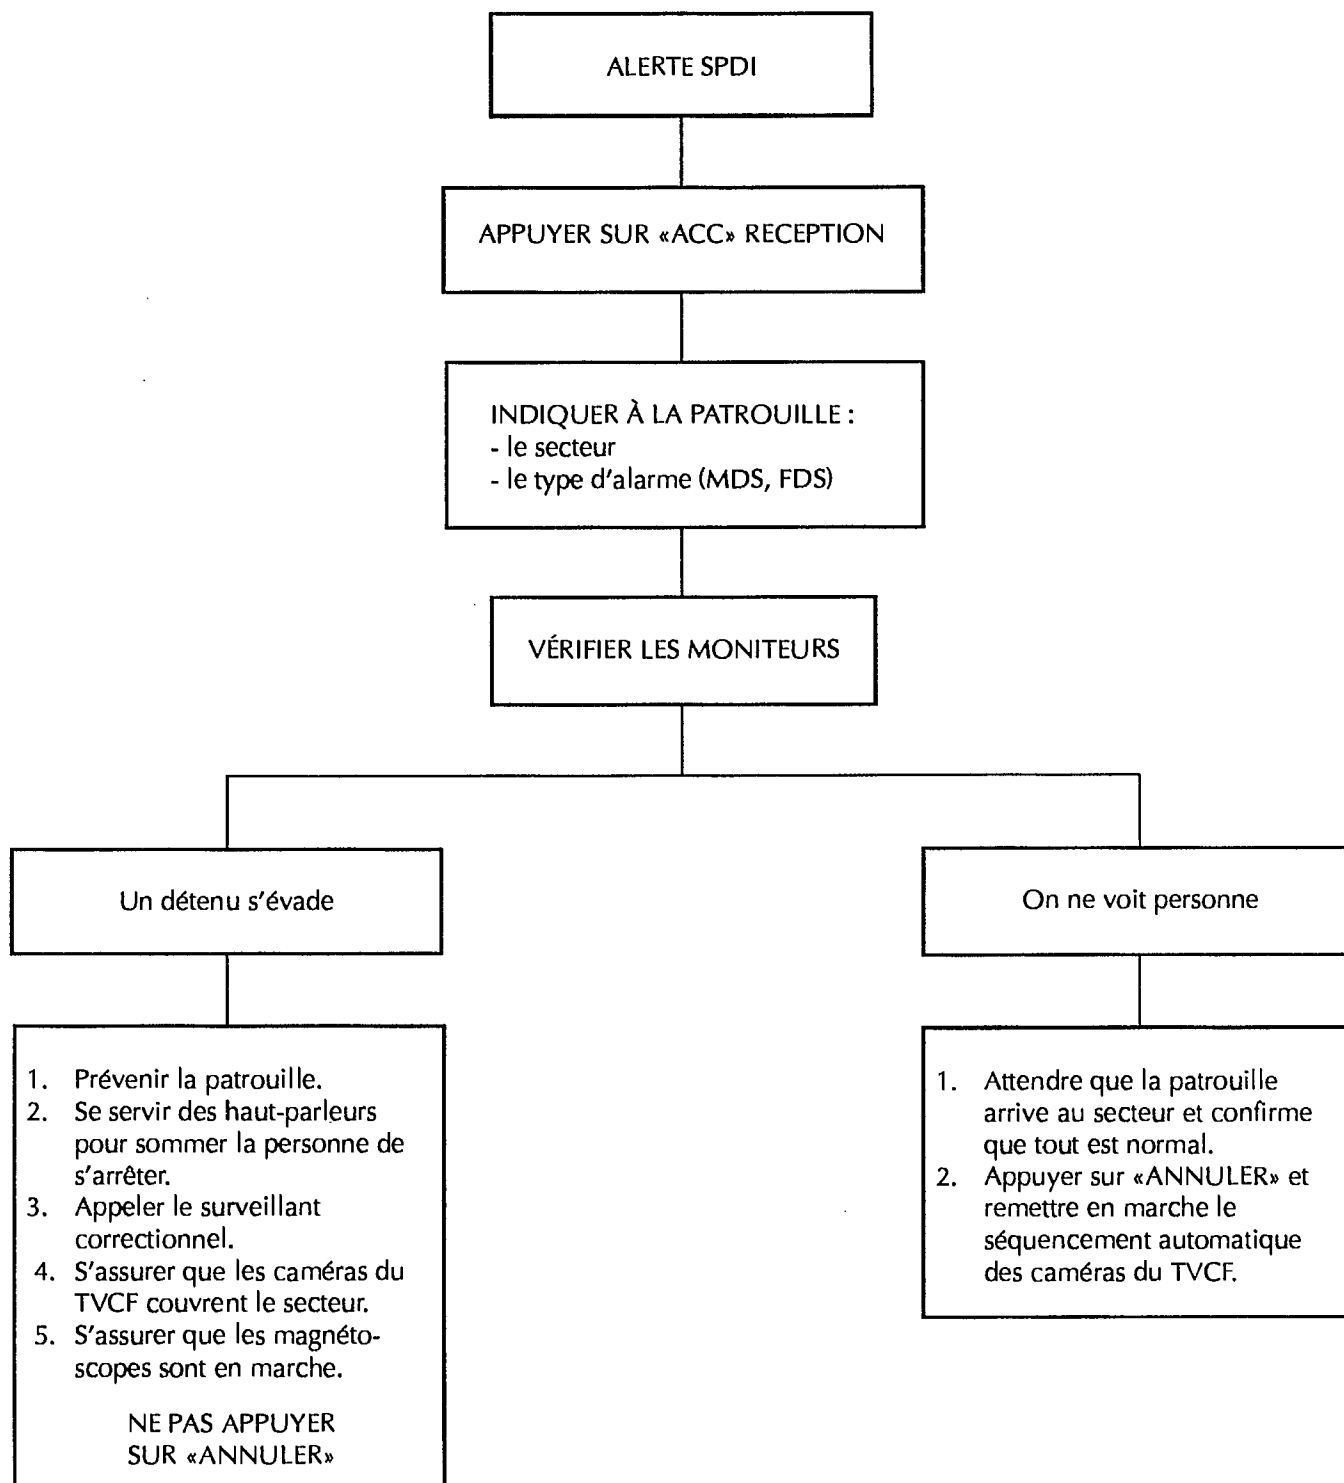 ALERTE SPDI
APPUYER SUR «ACC» RECEPTION
INDIQUER À LA PATROUILLE :
- le secteur
- le type d'alarme (MDS, FDS)
VÉRIFIER LES MONITEURS
Un détenu s'évade
On ne voit personne
1. Prévenir la patrouille.
2. Se servir des haut-parleurs
pour sommer la personne de
s'arrêter.
3. Appeler le surveillant
correctionnel.
4. S'assurer que les caméras du
TVCF couvrent le secteur.
5. S'assurer que les magnéto-
scopes sont en marche.
NE PAS APPUYER
SUR «ANNULER»
1. Attendre que la patrouille
arrive au secteur et confirme
que tout est normal.
2. Appuyer sur «ANNULER» et
remettre en marche le
séquencement automatique
des caméras du TVCF.